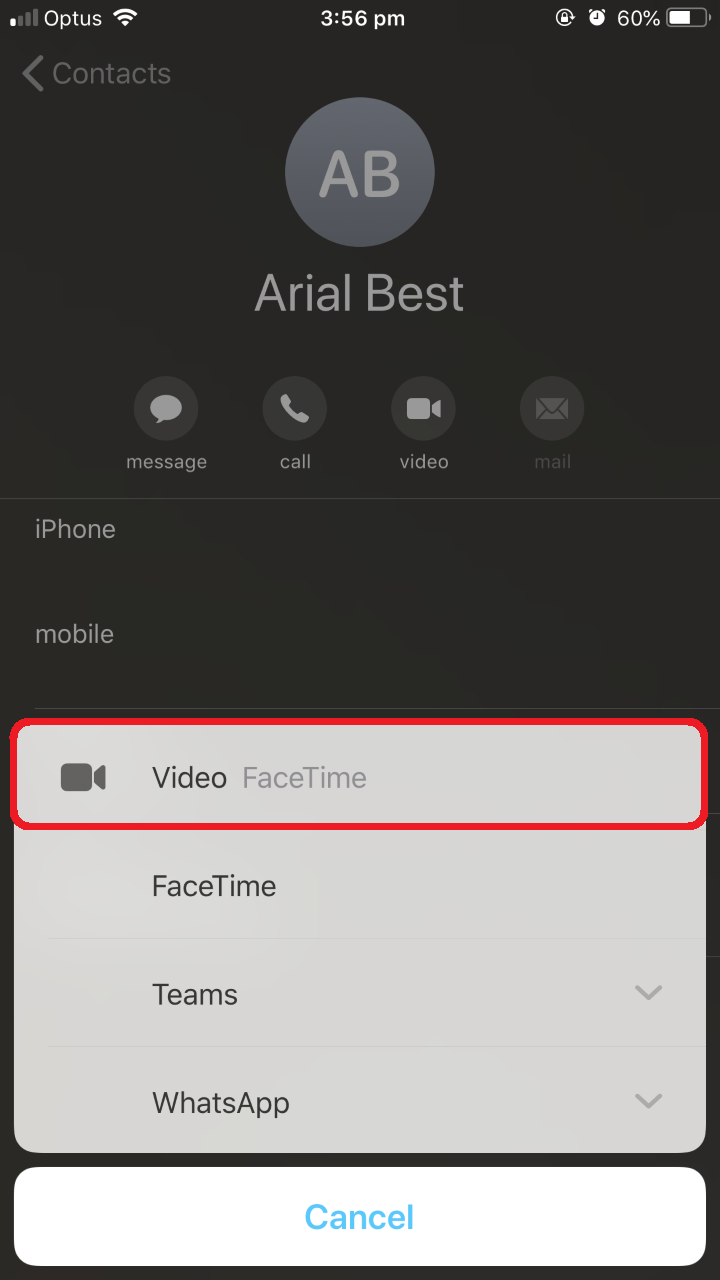 Optus 3:56 pm 60%
Contacts
AB
Arial Best
message call video mail
iPhone
mobile
Video FaceTime
FaceTime
Teams
WhatsApp
Cancel